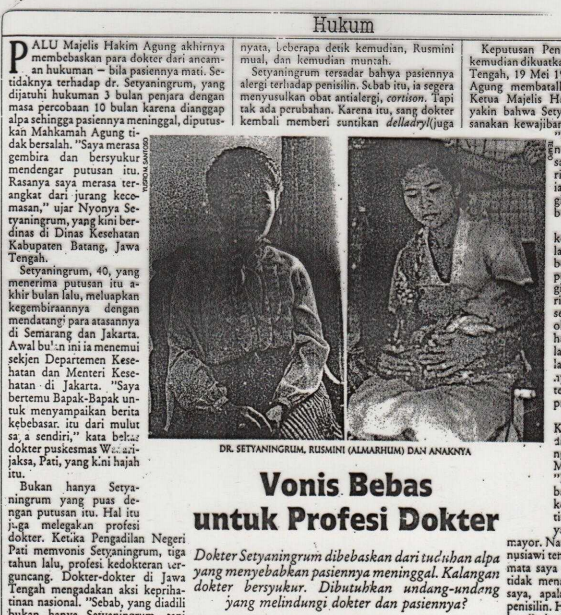 Hukum
PALU Majelis Hakim Agung akhirnya
membebaskan para dokter dari ancam-
an hukuman – bila pasiennya mati. Se-
tidaknya terhadap dr. Setyaningrum, yang
dijatuhi hukuman 3 bulan penjara dengan
masa percobaan 10 bulan karena dianggap
alpa sehingga pasiennya meninggal, diputus-
kan Mahkamah Agung ti-
dak bersalah. "Saya merasa
gembira dan bersyukur
mendengar putusan itu.
Rasanya saya merasa ter-
angkat dari jurang kece-
masan," ujar Nyonya Se-
tyaningrum, yang kini ber-
dinas di Dinas Kesehatan
Kabupaten Batang, Jawa
Tengah.
Setyaningrum, 40, yang
menerima putusan itu a-
khir bulan lalu, meluapkan
kegembiraannya dengan
mendatangi para atasannya
di Semarang dan Jakarta.
Awal bulan ini ia menemui
sekjen Departemen Kese-
hatan dan Menteri Kese-
hatan di Jakarta. "Saya
bertemu Bapak-Bapak un-
tuk menyampaikan berita
kebebasan itu dari mulut
saya sendiri," kata bekas
dokter puskesmas
jaksa, Pati, yang kini hajah
itu.
Bukan hanya Setya-
ningrum yang puas de-
ngan putusan itu. Hal itu
juga melegakan profesi
dokter. Ketika Pengadilan Negeri
Pati memvonis Setyaningrum, tiga
tahun lalu, profesi kedokteran ter-
guncang. Dokter-dokter di Jawa
Tengah mengadakan aksi kepriha-
tinan nasional. "Sebab, yang diadili
bukan hanya Setyaningrum
nyata, beberapa detik kemudian, Rusmini
mual, dan kemudian muntah.
Setyaningrum tersadar bahwa pasiennya
alergi terhadap penisilin. Sebab itu, ia segera
menyusulkan obat antialergi, cortison. Tapi
tak ada perubahan. Karena itu, sang dokter
kembali memberi suntikan delladryl (juga
YUSRO M. SANTOSO
TEMPO
DR. SETYANINGRUM, RUSMINI (ALMARHUM) DAN ANAKNYA
Vonis Bebas
untuk Profesi Dokter
Dokter Setyaningrum dibebaskan dari tuduhan alpa
yang menyebabkan pasiennya meninggal. Kalangan
dokter bersyukur. Dibutuhkan undang-undang
yang melindungi dokter dan pasiennya?
Keputusan Pen
kemudian dikuatk
Tengah, 19 Mei 1
Agung membatall
Ketua Majelis H
yakin bahwa Sety
sanakan kewajiba
mayor. Na
nusiawi ter
mata saya
tidak men
saya, apal
penisilin. H